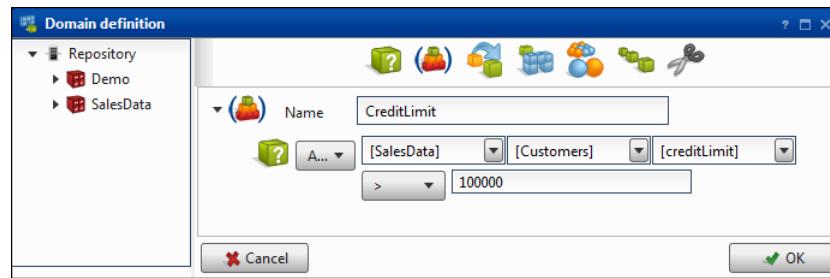 Domain definition
?
Repository
Demo
SalesData
Name CreditLimit
A... [SalesData] [Customers] [creditLimit]
> 100000
Cancel OK